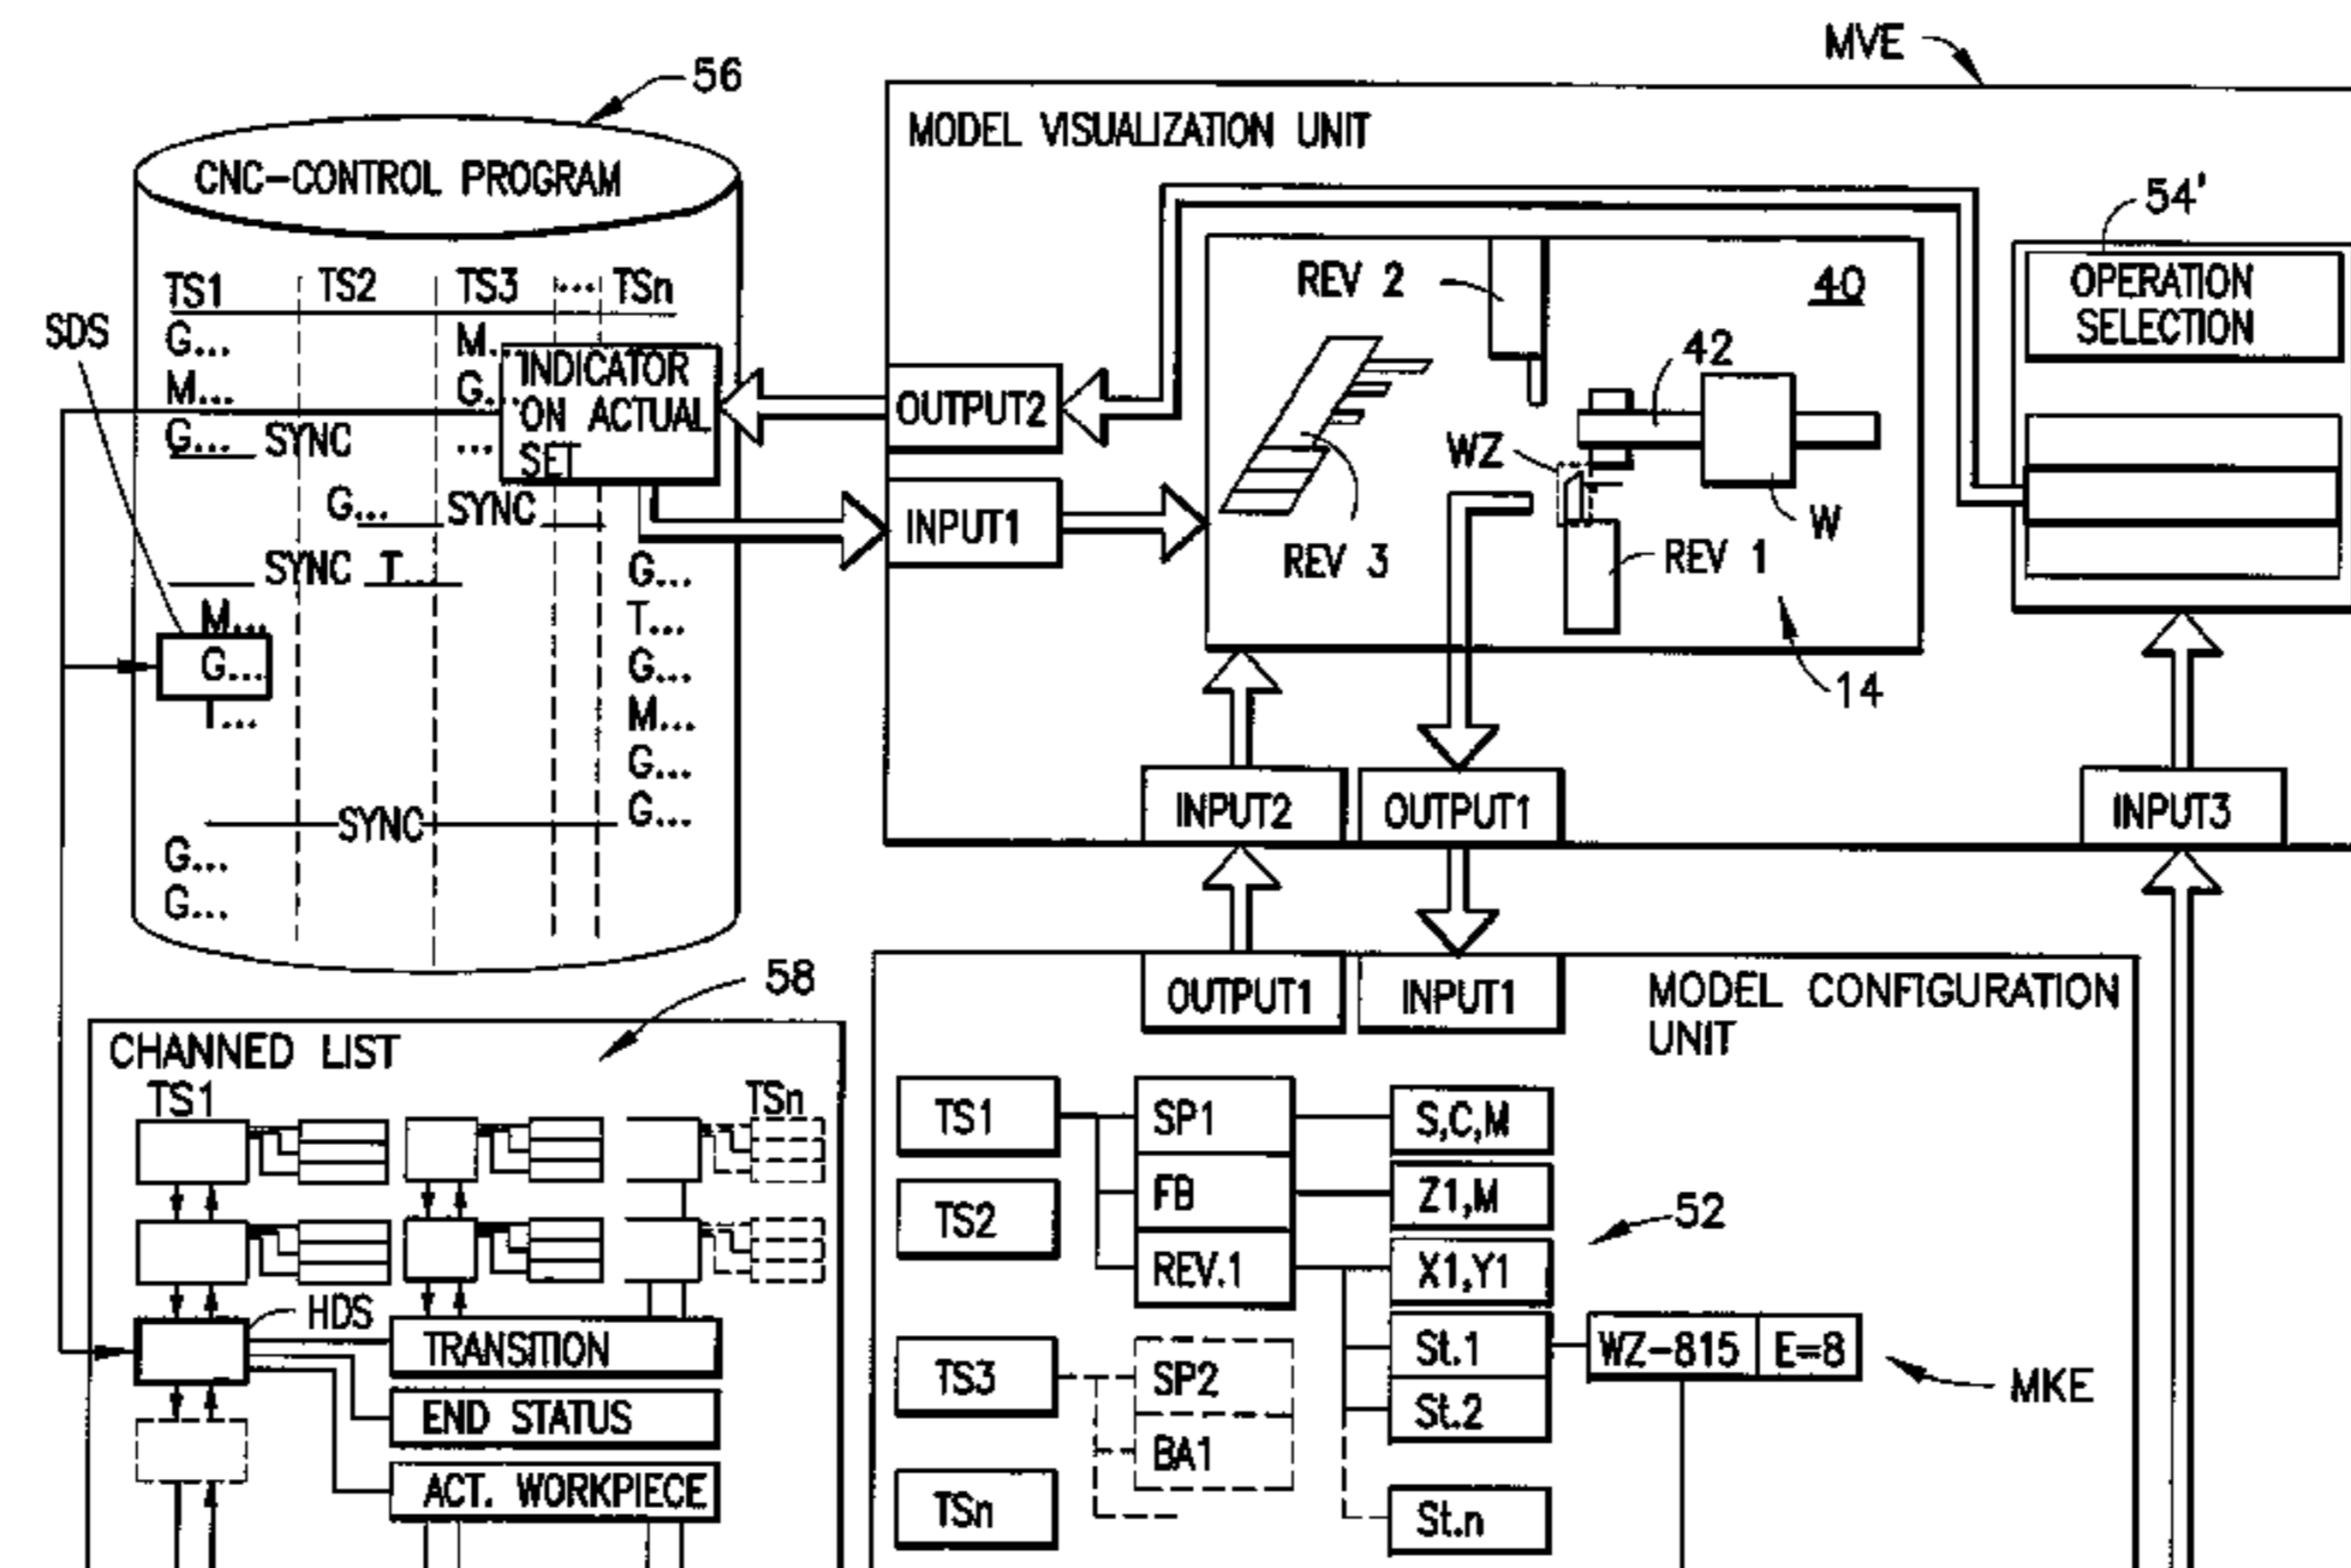 MVE
56
MODEL VISUALIZATION UNIT
CNC-CONTROL PROGRAM
54'
TS1 TS2 TS3 ... TSn
SDS
G... M...
M... G...
G... SYNC ...
INDICATOR
ON ACTUAL
SET
G... SYNC
SYNC T...
M...
G...
T...
G...
T...
G...
M...
G...
G...
SYNC
G...
G...
OUTPUT2
INPUT1
REV 2
40
42
WZ
W
REV 3
REV 1
14
OPERATION
SELECTION
INPUT2
OUTPUT1
INPUT3
58
OUTPUT1
INPUT1
MODEL CONFIGURATION
UNIT
CHANNED LIST
TS1
TSn
HDS
TRANSITION
END STATUS
ACT. WORKPIECE
TS1
SP1
S,C,M
FB
Z1,M
TS2
52
REV.1
X1,Y1
St.1
WZ-815 E=8
TS3
SP2
St.2
MKE
BA1
TSn
St.n